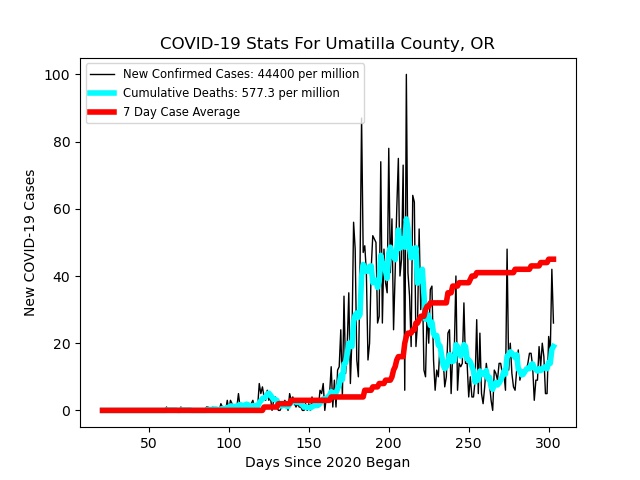 COVID-19 Stats For Umatilla County, OR
New Confirmed Cases: 44400 per million
Cumulative Deaths: 577.3 per million
7 Day Case Average
New COVID-19 Cases
100
80
60
40
20
0
50 100 150 200 250 300
Days Since 2020 Began